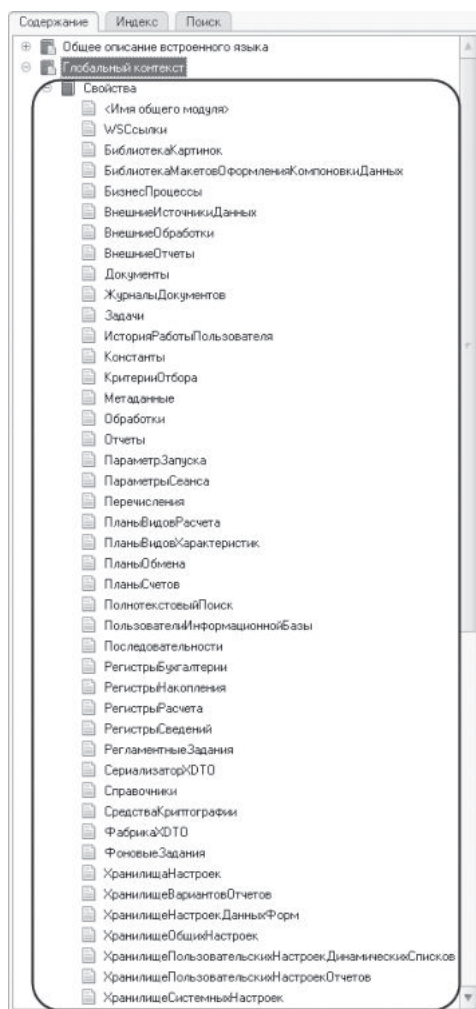 Содержание Индекс Поиск
Общее описание встроенного языка
Глобальный контекст
Свойства
<Имя общего модуля>
WSСсылки
БиблиотекаКартинок
БиблиотекаМакетовОформленияКомпоновкиДанных
БизнесПроцессы
ВнешниеИсточникиДанных
ВнешниеОбработки
ВнешниеОтчеты
Документы
ЖурналыДокументов
Задачи
ИсторияРаботыПользователя
Константы
КритерииОтбора
Метаданные
Обработки
Отчеты
ПараметрЗапуска
ПараметрыСеанса
Перечисления
ПланыВидовРасчета
ПланыВидовХарактеристик
ПланыОбмена
ПланыСчетов
ПолнотекстовыйПоиск
ПользователиИнформационнойБазы
Последовательности
РегистрыБухгалтерии
РегистрыНакопления
РегистрыРасчета
РегистрыСведений
РегламентныеЗадания
СериализаторXDTO
Справочники
СредстваКриптографии
ФабрикаXDTO
ФоновыеЗадания
ХранилищаНастроек
ХранилищеВариантовОтчетов
ХранилищеНастроекДанныхФорм
ХранилищеОбщихНастроек
ХранилищеПользовательскихНастроекДинамическихСписков
ХранилищеПользовательскихНастроекОтчетов
ХранилищеСистемныхНастроек